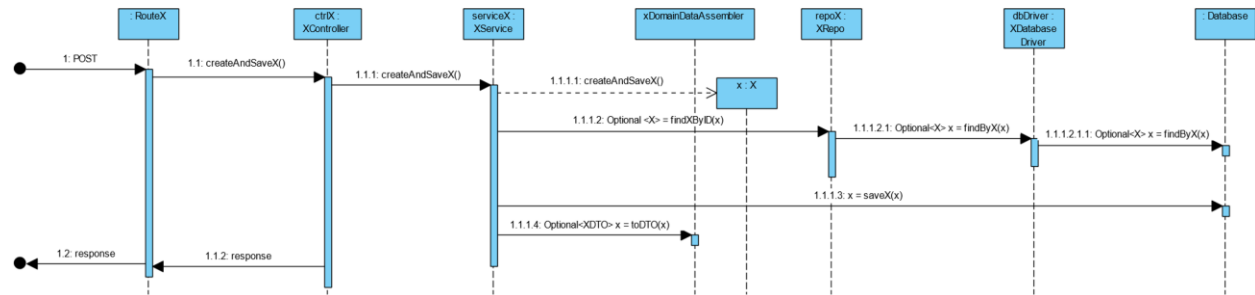 : RouteX
ctrlX :
XController
serviceX :
XService
xDomainDataAssembler
repoX :
XRepo
dbDriver :
XDatabase
Driver
: Database
1: POST
1.1: createAndSaveX()
1.1.1: createAndSaveX()
1.1.1.1: createAndSaveX()
x : X
1.1.1.2: Optional <X> = findXByID(x)
1.1.1.2.1: Optional<X> x = findByX(x)
1.1.1.2.1.1: Optional<X> x = findByX(x)
1.1.1.3: x = saveX(x)
1.1.1.4: Optional<XDTO> x = toDTO(x)
1.2: response
1.1.2: response